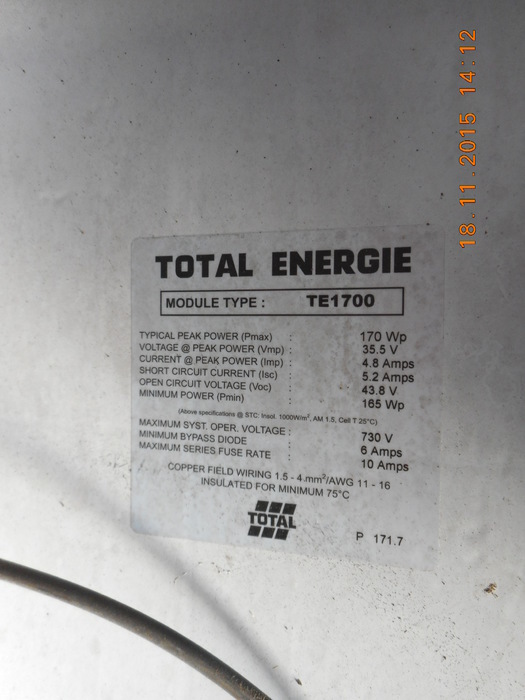 18.11.2015 14:12
TOTAL ENERGIE
MODULE TYPE : TE1700
TYPICAL PEAK POWER (Pmax) : 170 Wp
VOLTAGE @ PEAK POWER (Vmp) : 35.5 V
CURRENT @ PEAK POWER (Imp) : 4.8 Amps
SHORT CIRCUIT CURRENT (Isc) : 5.2 Amps
OPEN CIRCUIT VOLTAGE (Voc) : 43.8 V
MINIMUM POWER (Pmin) : 165 Wp
(Above specifications @ STC: Insol. 1000W/m², AM 1.5, Cell T 25°C)
MAXIMUM SYST. OPER. VOLTAGE : 730 V
MINIMUM BYPASS DIODE 6 Amps
MAXIMUM SERIES FUSE RATE : 10 Amps
COPPER FIELD WIRING 1.5 - 4.mm²/AWG 11 - 16
INSULATED FOR MINIMUM 75°C
TOTAL
P 171.7